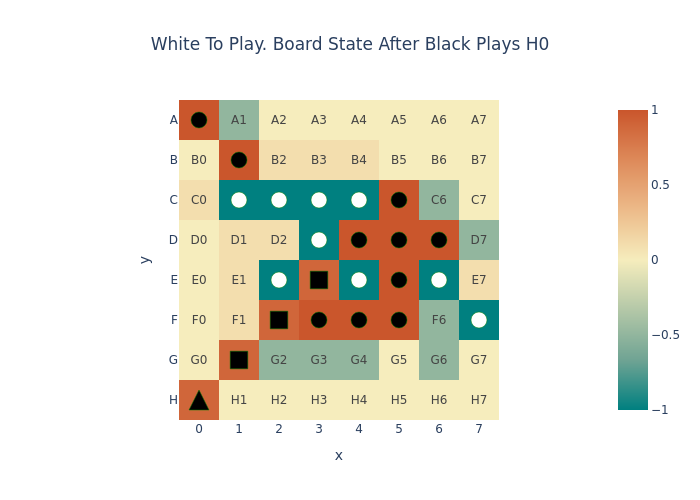 White To Play. Board State After Black Plays H0
A A1 A2 A3 A4 A5 A6 A7
B B0 B2 B3 B4 B5 B6 B7
C C0 C6 C7
D D0 D1 D2 D7
E E0 E1 E7
F F0 F1 F6
G G0 G2 G3 G4 G5 G6 G7
H H1 H2 H3 H4 H5 H6 H7
0 1 2 3 4 5 6 7
x
y
1
0.5
0
−0.5
−1